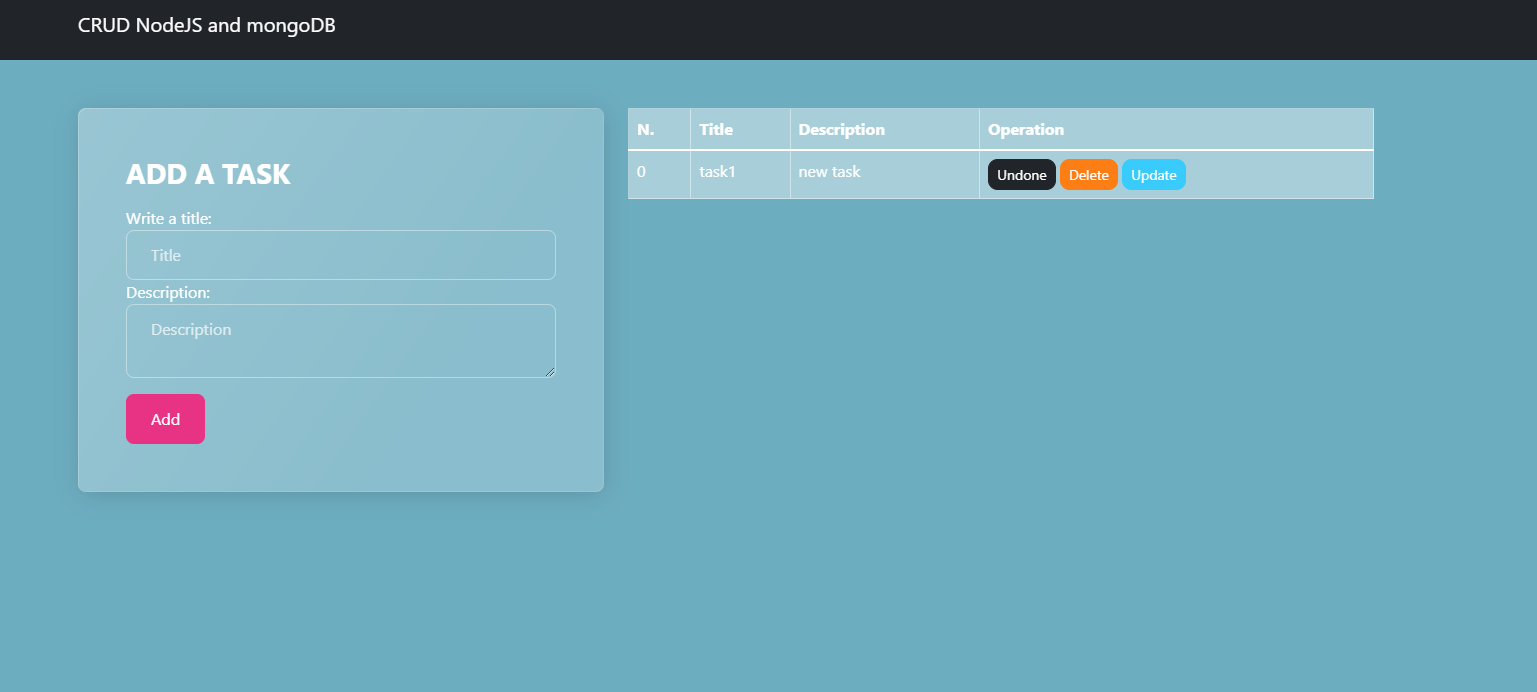 CRUD NodeJS and mongoDB
ADD A TASK
Write a title:
Title
Description:
Description
Add
N. Title Description Operation
0 task1 new task Undone Delete Update